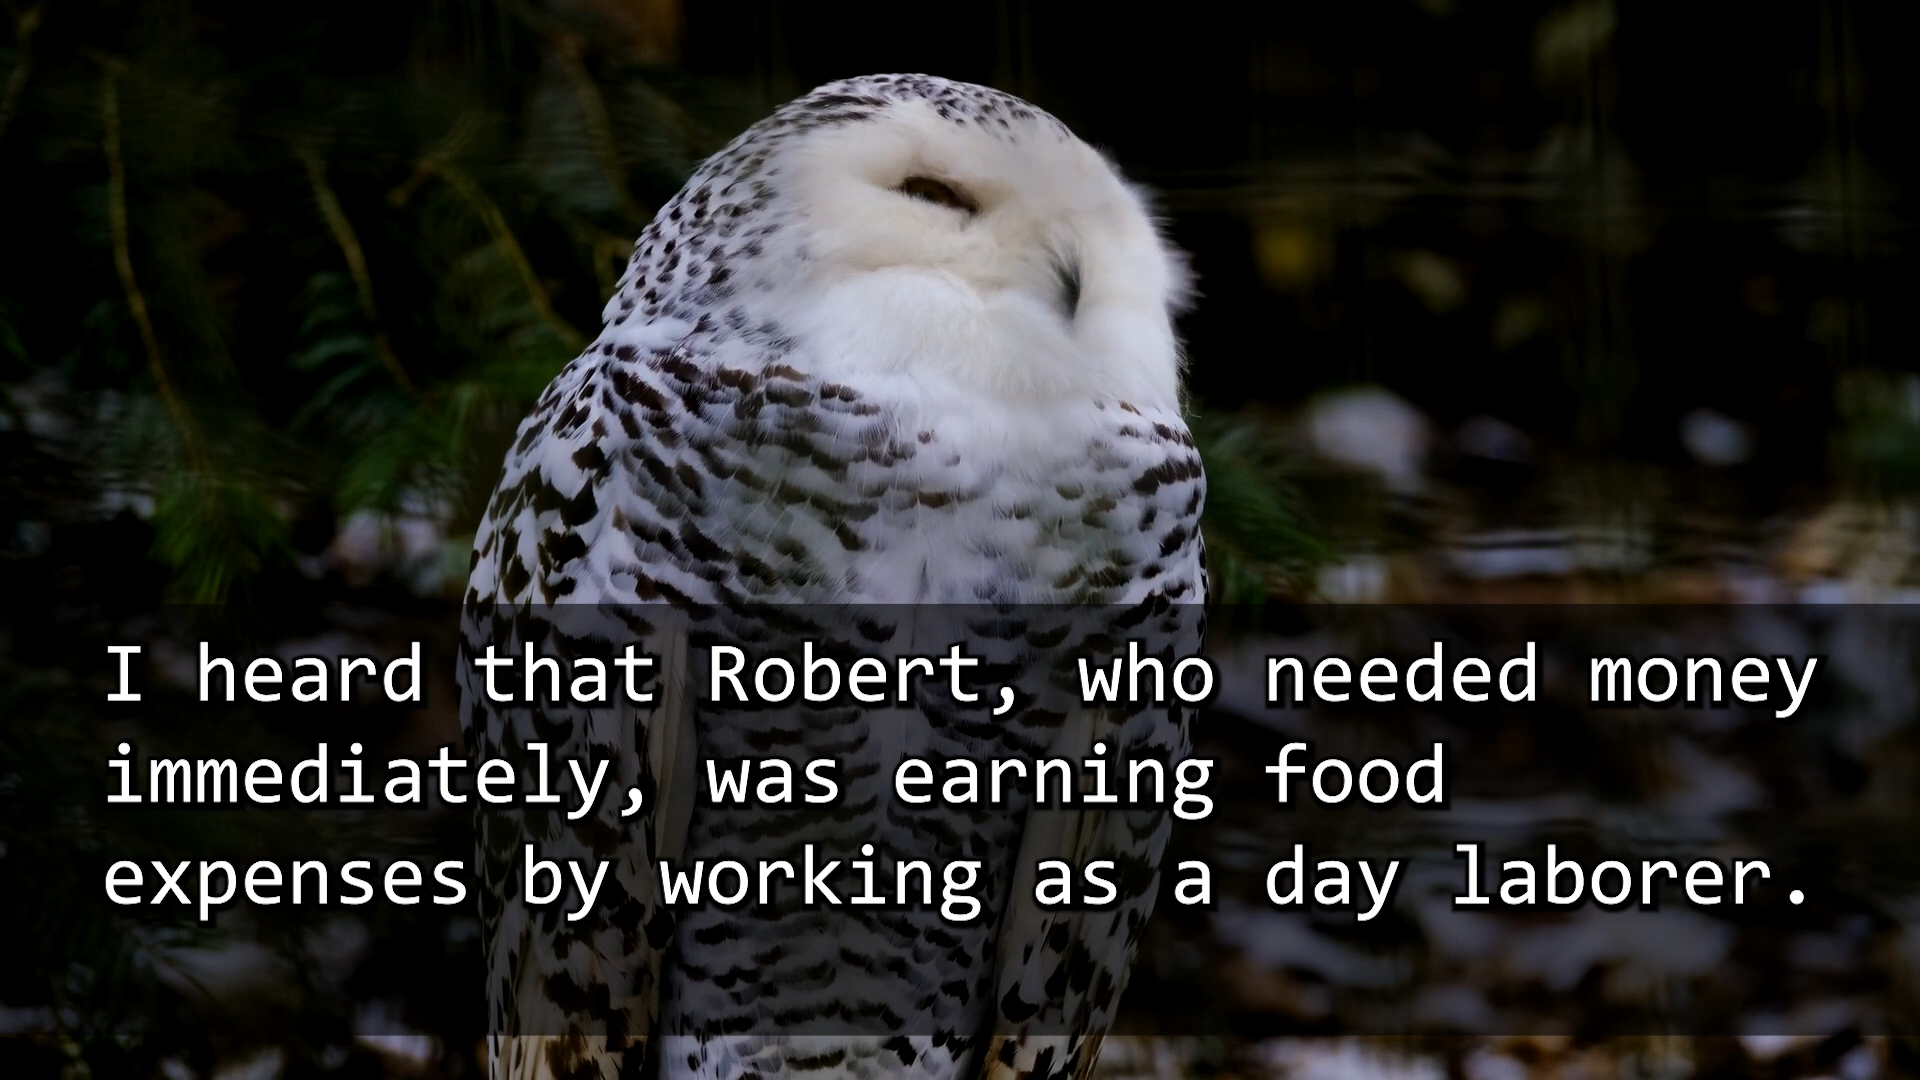 I heard that Robert, who needed money
immediately, was earning food
expenses by working as a day laborer.